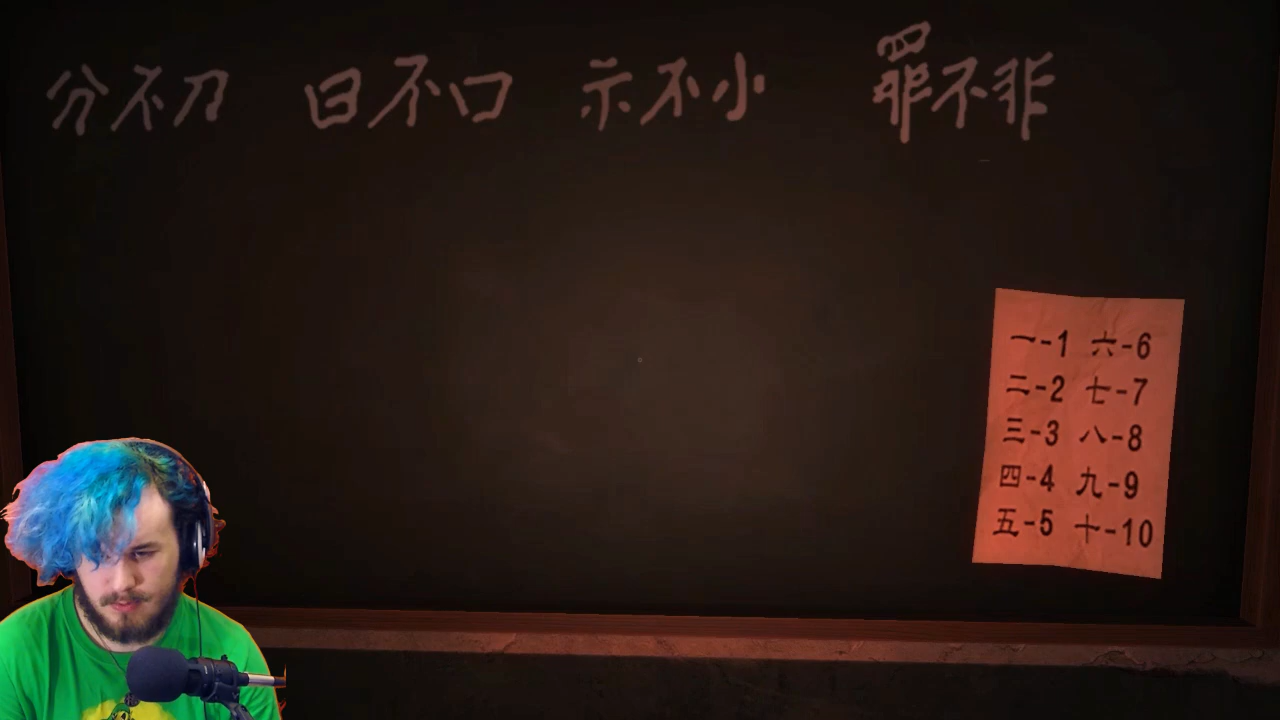 分不刀 日不口 示不小 罪不非
一-1 六-6
二-2 七-7
三-3 八-8
四-4 九-9
五-5 十-10